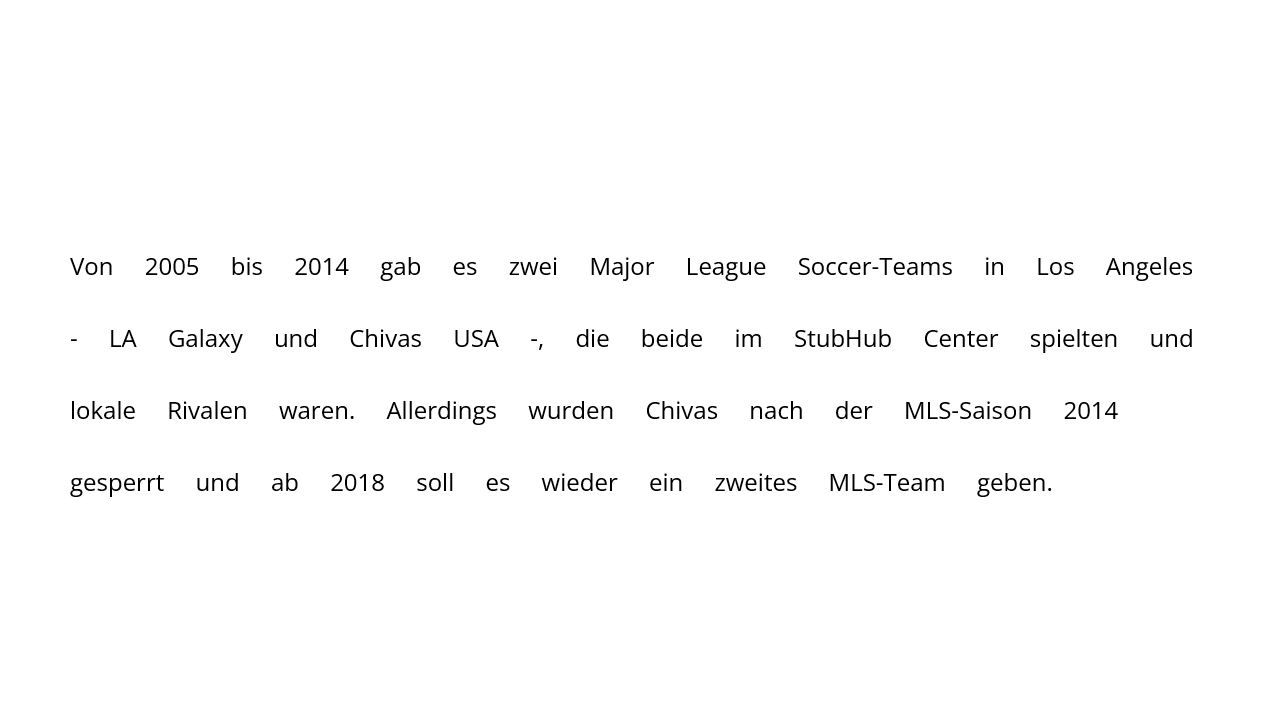 Von 2005 bis 2014 gab es zwei Major League Soccer-Teams in Los Angeles
- LA Galaxy und Chivas USA -, die beide im StubHub Center spielten und
lokale Rivalen waren. Allerdings wurden Chivas nach der MLS-Saison 2014
gesperrt und ab 2018 soll es wieder ein zweites MLS-Team geben.